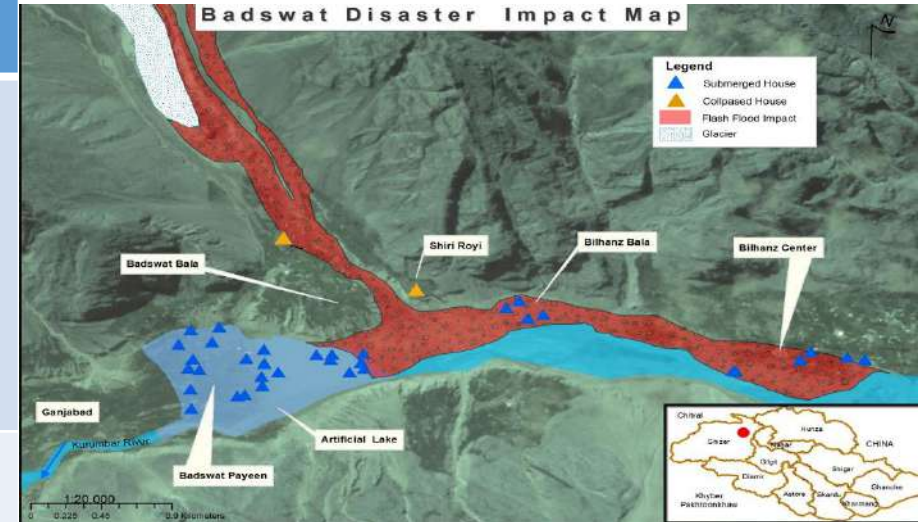 Badswat Disaster Impact Map
N
Legend
Submerged House
Collpased House
Flash Flood Impact
Glacier
Shiri Royi
Bilhanz Bala
Bilhanz Center
Badswat Bala
Ganjabad
Kurumbar River
Artificial Lake
Badswat Payeen
1:20,000
0 0.225 0.45 0.9 Kilometers
Chitral
Hunza
Ghizer
Nagar
CHINA
Gilgit
Diamir
Shigar
Ghanche
Astore
Skardu
Kharmang
Khyber
Pashtoonkhaw